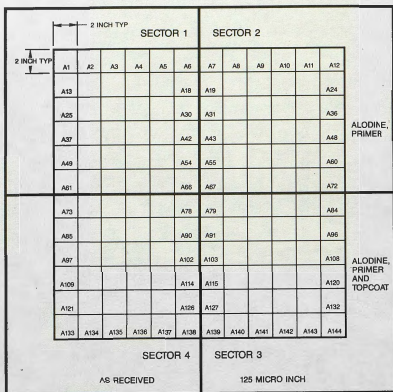 2 INCH TYP
SECTOR 1 SECTOR 2
2 INCH TYP
A1 A2 A3 A4 A5 A6 A7 A8 A9 A10 A11 A12
A13 A18 A19 A24
A25 A30 A31 A36
ALODINE,
PRIMER
A37 A42 A43 A48
A49 A54 A55 A60
A61 A66 A67 A72
A73 A78 A79 A84
A85 A90 A91 A96
A97 A102 A103 A108
ALODINE,
PRIMER
AND
TOPCOAT
A109 A114 A115 A120
A121 A126 A127 A132
A133 A134 A135 A136 A137 A138 A139 A140 A141 A142 A143 A144
SECTOR 4 SECTOR 3
AS RECEIVED 125 MICRO INCH